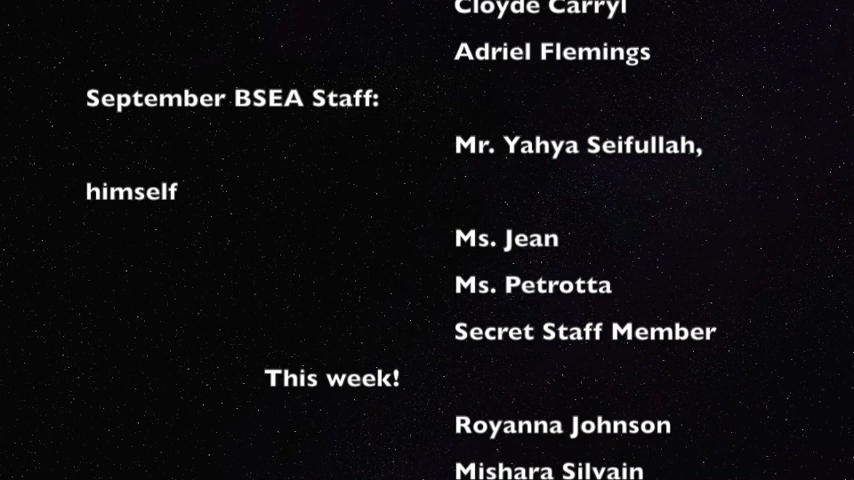 Cloyde Carryl
Adriel Flemings
September BSEA Staff:
Mr. Yahya Seifullah,
himself
Ms. Jean
Ms. Petrotta
Secret Staff Member
This week!
Royanna Johnson
Mishara Silvain